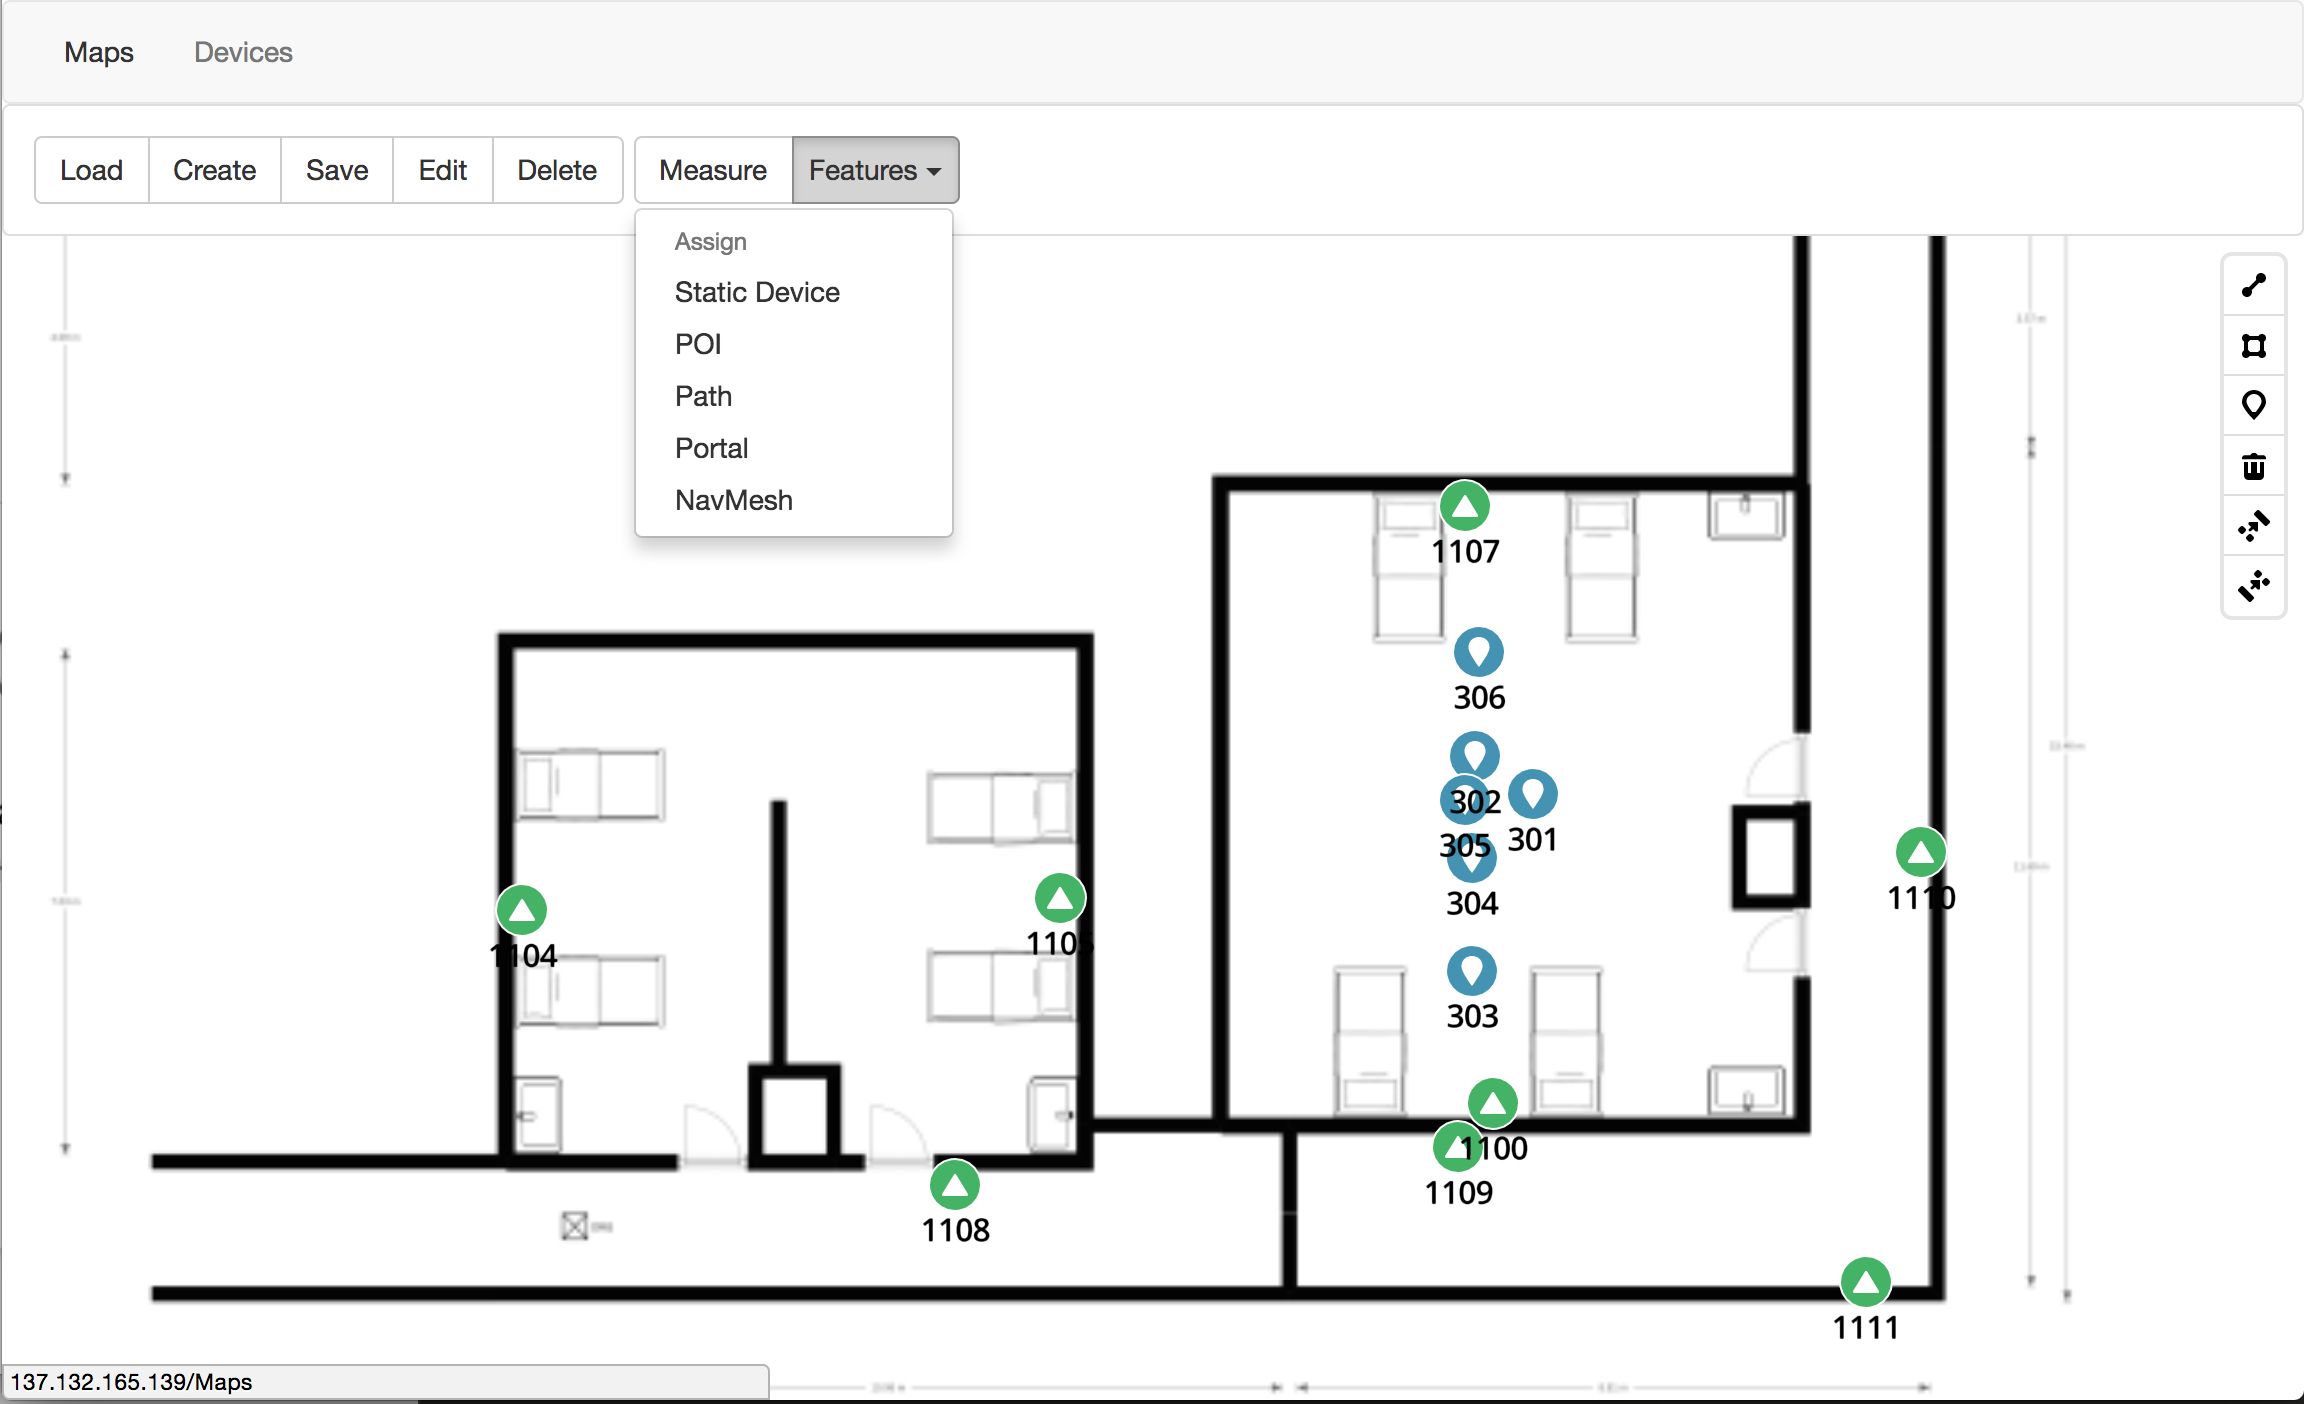 Maps Devices
Load Create Save Edit Delete Measure Features
Assign
Static Device
POI
Path
Portal
NavMesh
1107
306
302
301
305
1110
304
1104
1105
303
1100
1109
1108
1111
137.132.165.139/Maps